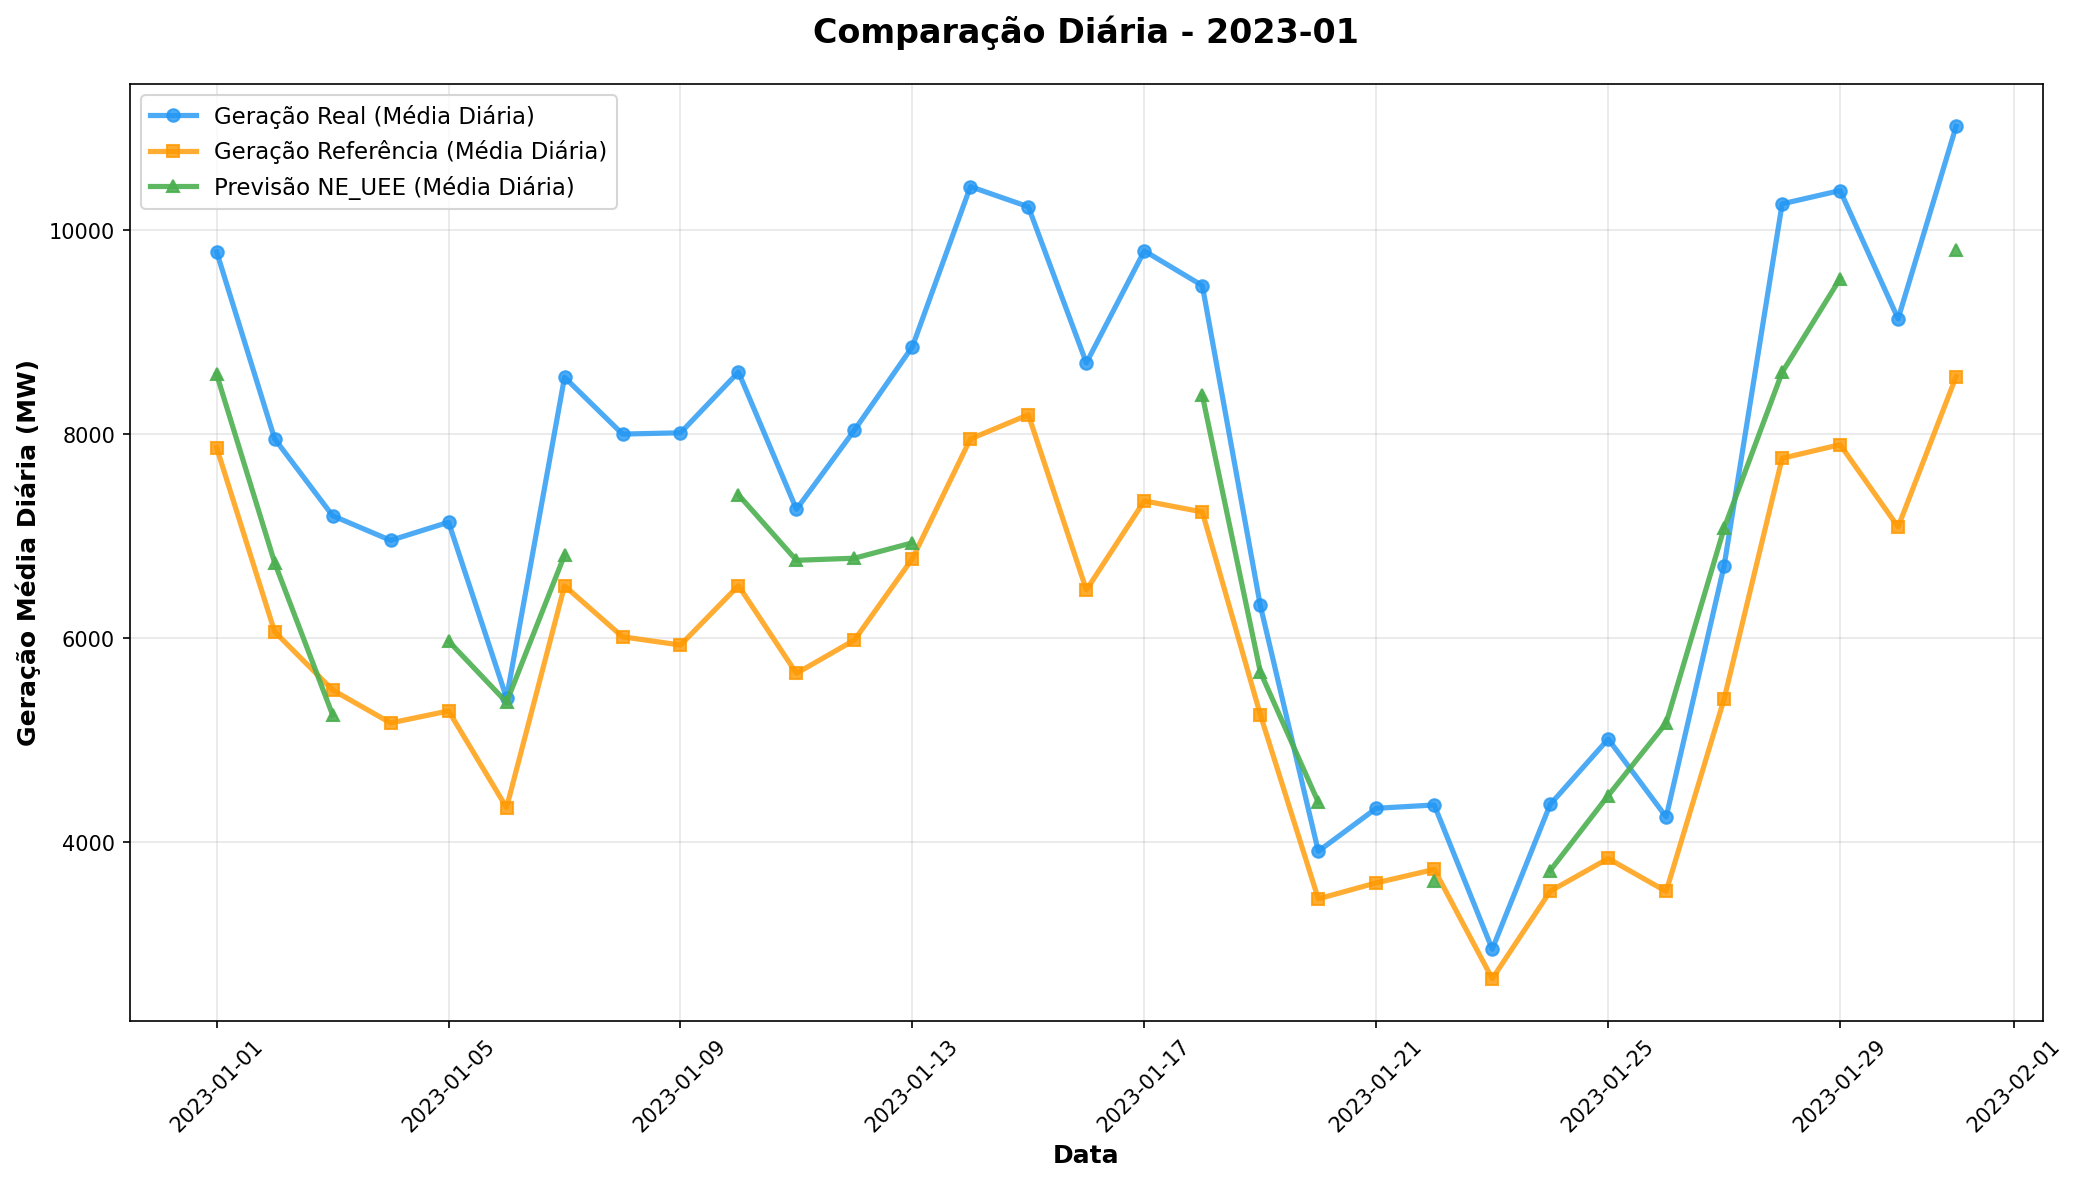 Comparação Diária - 2023-01
Geração Real (Média Diária)
Geração Referência (Média Diária)
Previsão NE_UEE (Média Diária)
Geração Média Diária (MW)
10000
8000
6000
4000
2023-01-01
2023-01-05
2023-01-09
2023-01-13
2023-01-17
2023-01-21
2023-01-25
2023-01-29
2023-02-01
Data